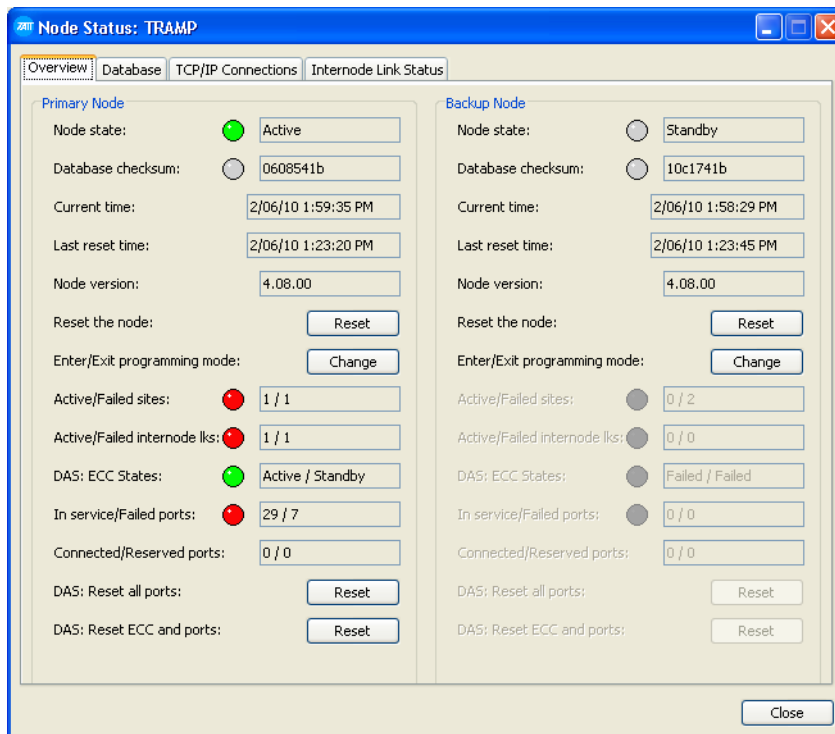 TAIT Node Status: TRAMP
Overview Database TCP/IP Connections Internode Link Status
Primary Node
Node state: Active
Database checksum: 0608541b
Current time: 2/06/10 1:59:35 PM
Last reset time: 2/06/10 1:23:20 PM
Node version: 4.08.00
Reset the node: Reset
Enter/Exit programming mode: Change
Active/Failed sites: 1 / 1
Active/Failed internode lks: 1 / 1
DAS: ECC States: Active / Standby
In service/Failed ports: 29 / 7
Connected/Reserved ports: 0 / 0
DAS: Reset all ports: Reset
DAS: Reset ECC and ports: Reset
Backup Node
Node state: Standby
Database checksum: 10c1741b
Current time: 2/06/10 1:58:29 PM
Last reset time: 2/06/10 1:23:45 PM
Node version: 4.08.00
Reset the node: Reset
Enter/Exit programming mode: Change
Active/Failed sites: 0 / 2
Active/Failed internode lks: 0 / 0
DAS: ECC States: Failed / Failed
In service/Failed ports: 0 / 0
Connected/Reserved ports: 0 / 0
DAS: Reset all ports: Reset
DAS: Reset ECC and ports: Reset
Close